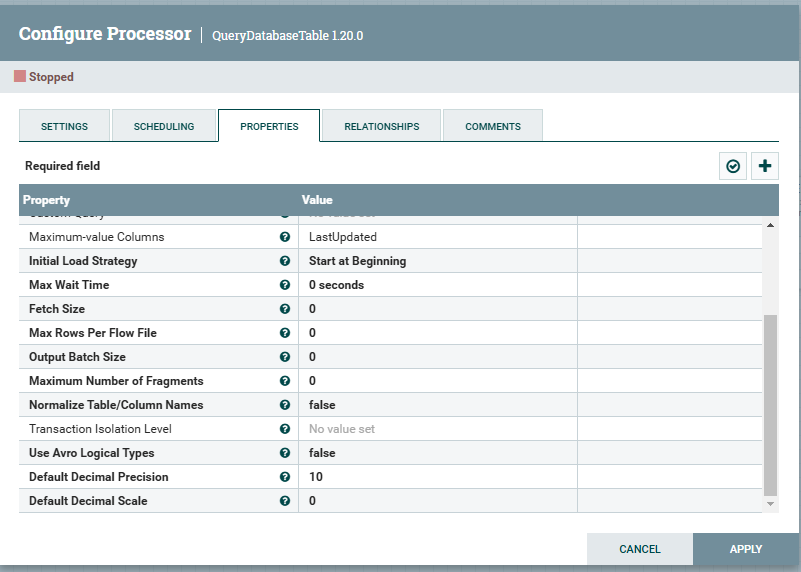 Configure Processor | QueryDatabaseTable 1.20.0
Stopped
SETTINGS SCHEDULING PROPERTIES RELATIONSHIPS COMMENTS
Required field
Property Value
Maximum-value Columns LastUpdated
Initial Load Strategy Start at Beginning
Max Wait Time 0 seconds
Fetch Size 0
Max Rows Per Flow File 0
Output Batch Size 0
Maximum Number of Fragments 0
Normalize Table/Column Names false
Transaction Isolation Level No value set
Use Avro Logical Types false
Default Decimal Precision 10
Default Decimal Scale 0
CANCEL APPLY